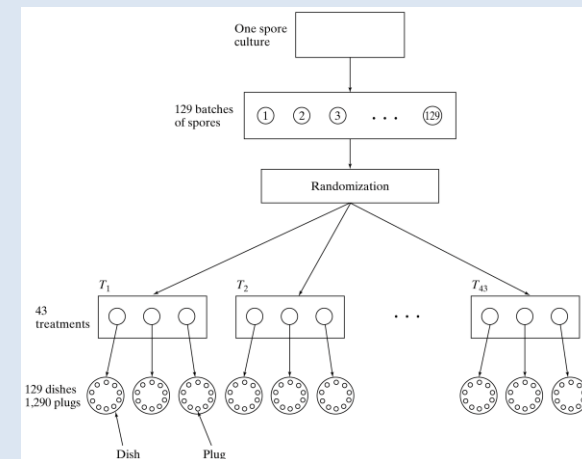 One spore
culture
129 batches
of spores
1 2 3 . . . 129
Randomization
T1 T2 T43
43
treatments
. . .
129 dishes
1,290 plugs
Dish Plug